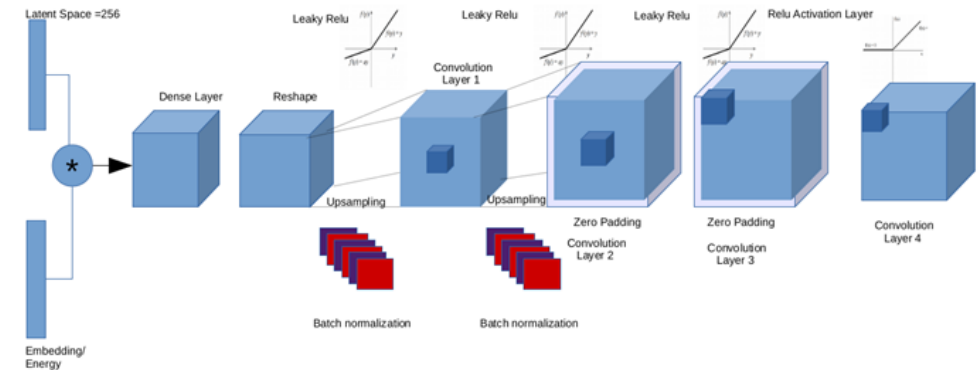 Latent Space =256
Leaky Relu
Leaky Relu
Leaky Relu
Relu Activation Layer
Convolution
Layer 1
Dense Layer
Reshape
*
Upsampling
Upsampling
Zero Padding
Zero Padding
Convolution
Layer 2
Convolution
Layer 3
Convolution
Layer 4
Batch normalization
Batch normalization
Embedding/
Energy